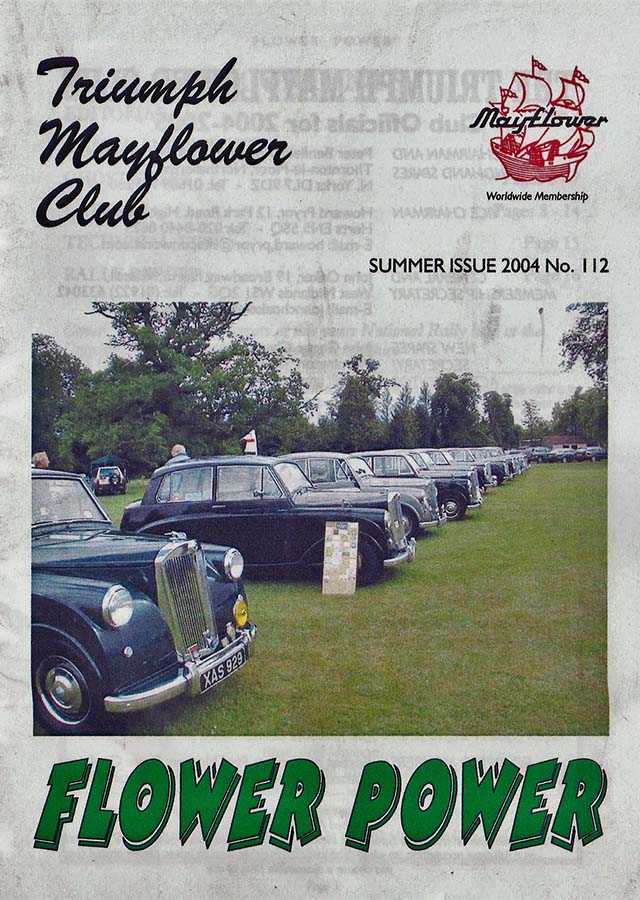 Triumph
Mayflower
Club
Mayflower
Worldwide Membership
SUMMER ISSUE 2004 No. 112
XAS 929
FLOWER POWER